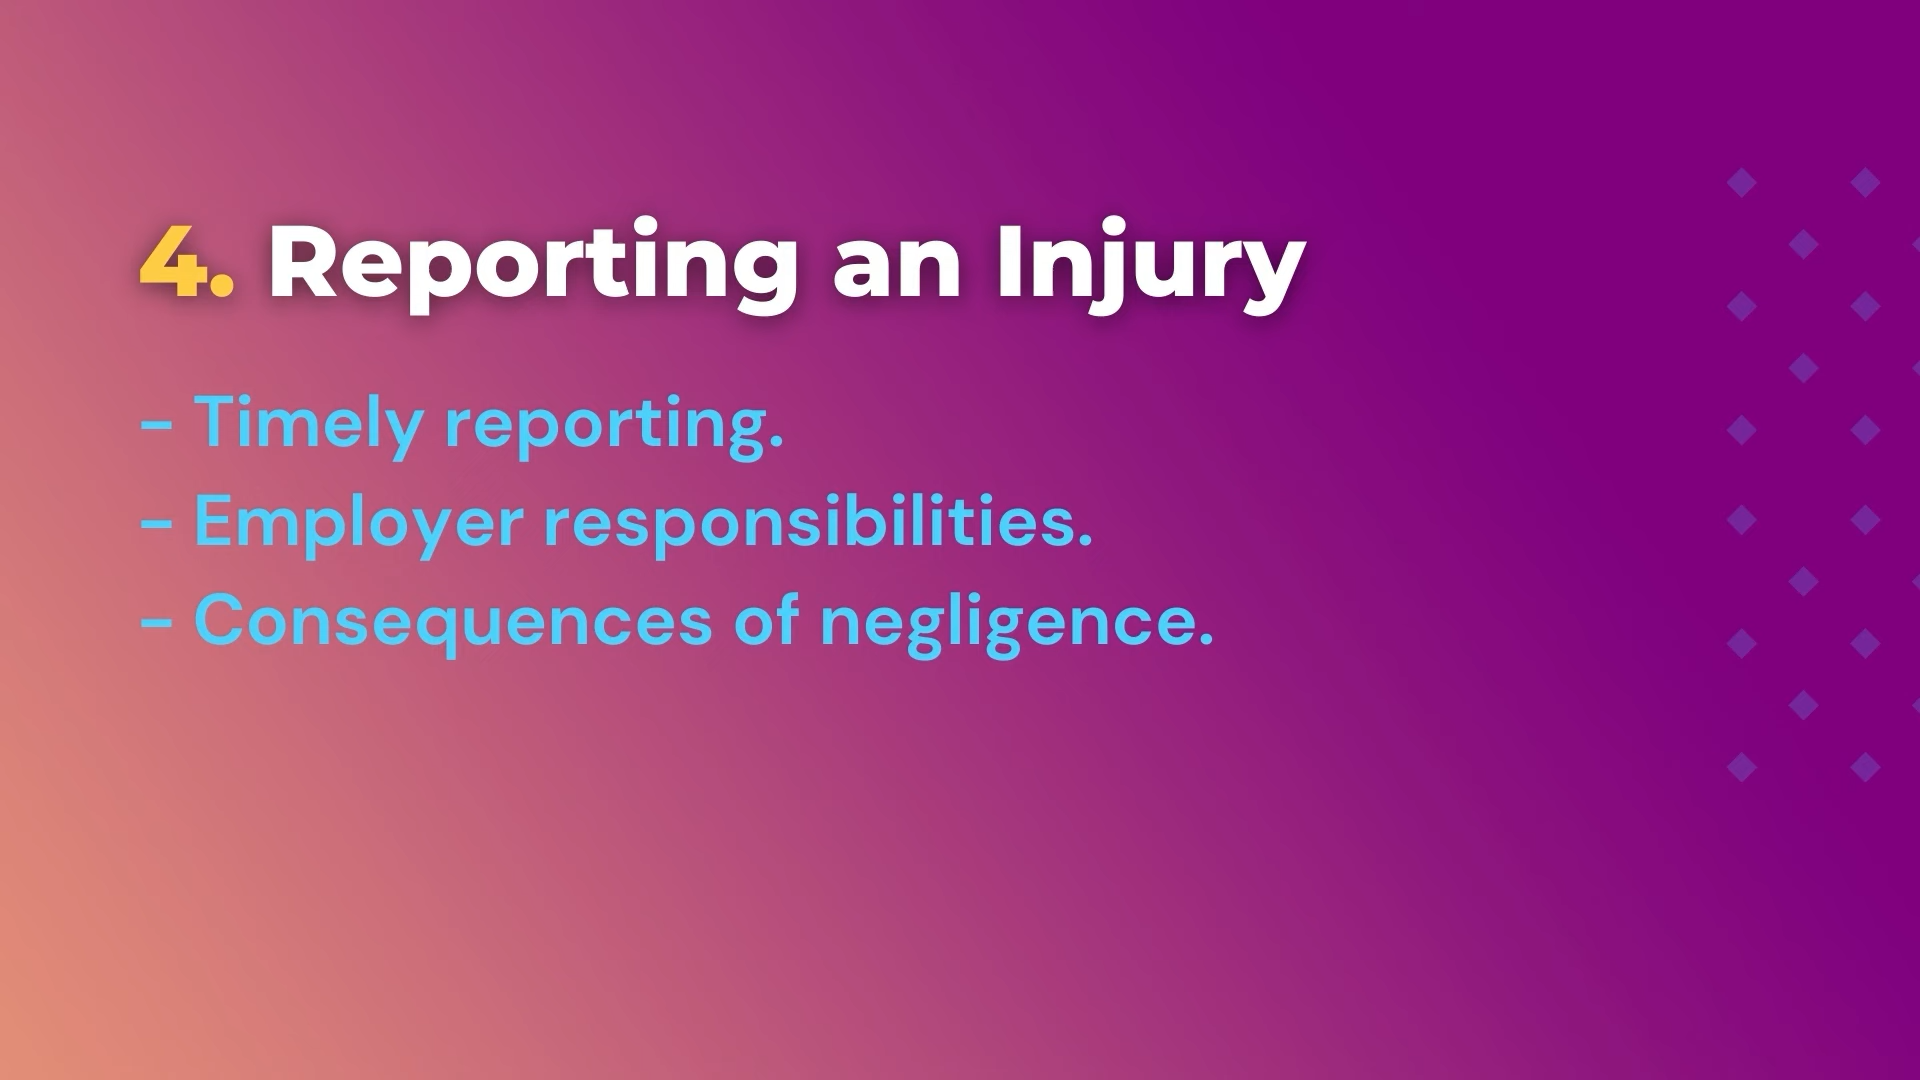 4. Reporting an Injury
- Timely reporting.
- Employer responsibilities.
- Consequences of negligence.